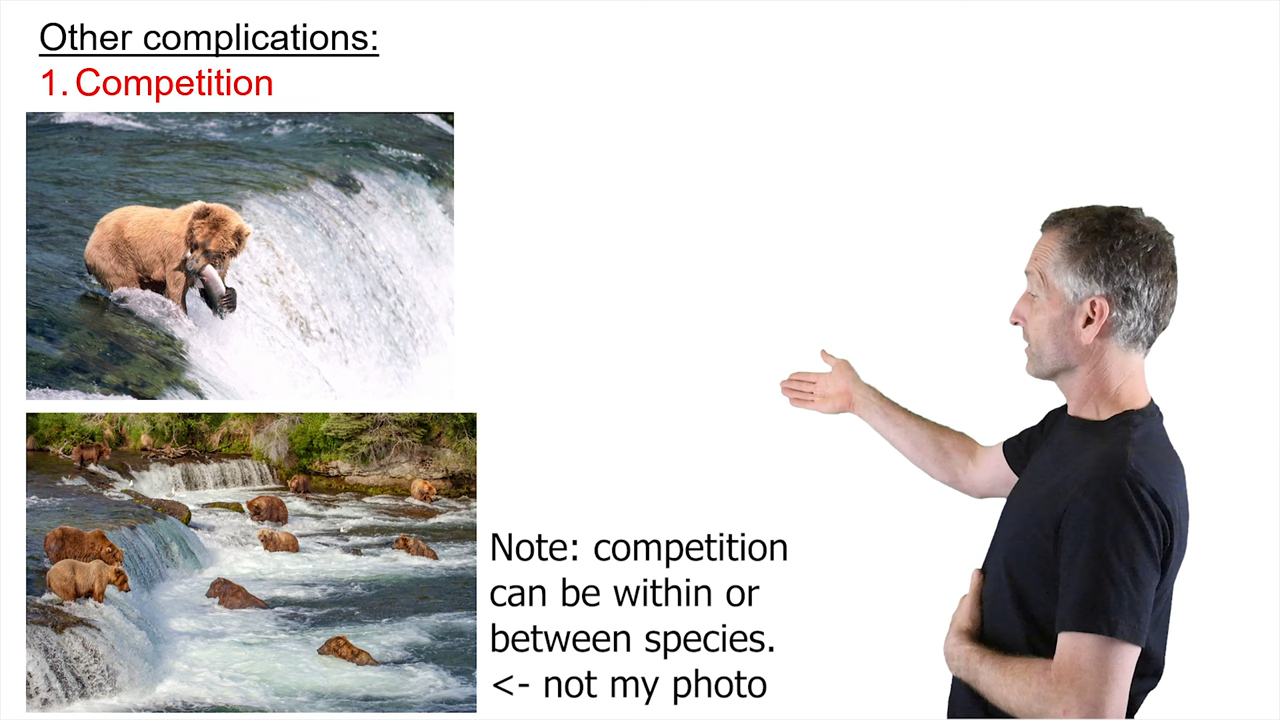 Other complications:
1. Competition
Note: competition
can be within or
between species.
<- not my photo